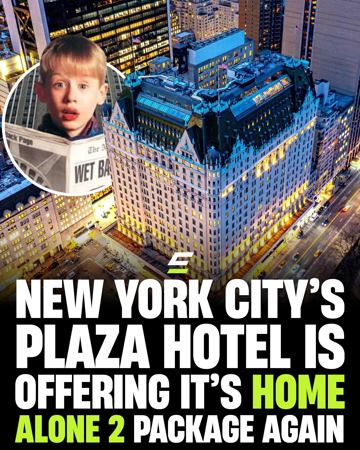 WET BA
NEW YORK CITY'S
PLAZA HOTEL IS
OFFERING IT'S HOME
ALONE 2 PACKAGE AGAIN